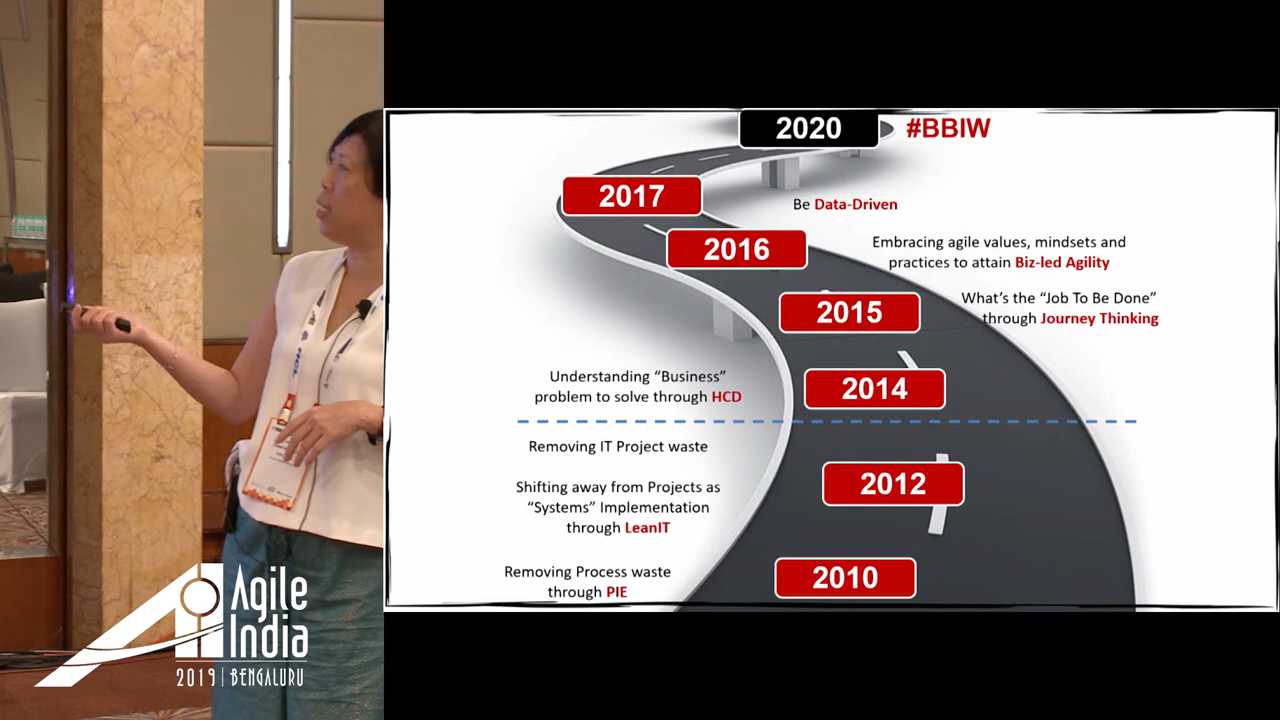 2020
#BBIW
2017
Be Data-Driven
2016
Embracing agile values, mindsets and
practices to attain Biz-led Agility
2015
What's the “Job To Be Done”
through Journey Thinking
Understanding “Business”
problem to solve through HCD
2014
Removing IT Project waste
2012
Shifting away from Projects as
“Systems” Implementation
through LeanIT
Removing Process waste
through PIE
2010
Agile
India
2019 | BENGALURU